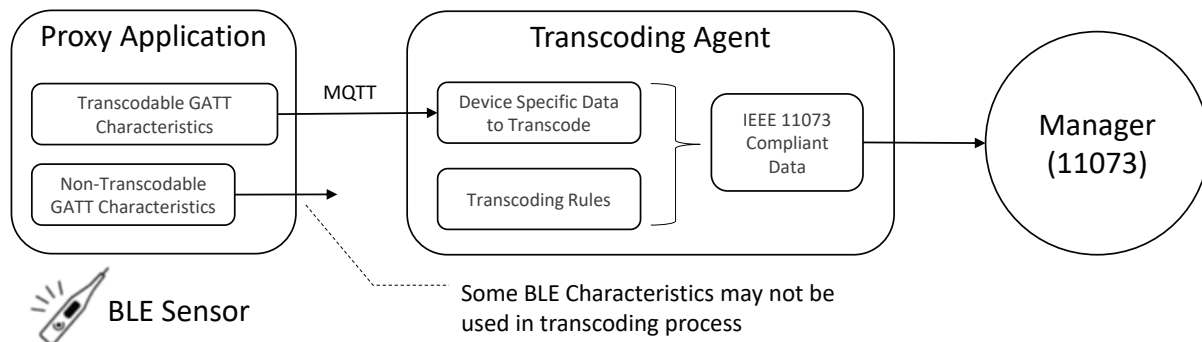 Proxy Application
Transcodable GATT
Characteristics
Non-Transcodable
GATT Characteristics
MQTT
Transcoding Agent
Device Specific Data
to Transcode
Transcoding Rules
IEEE 11073
Compliant
Data
Manager
(11073)
BLE Sensor
Some BLE Characteristics may not be
used in transcoding process